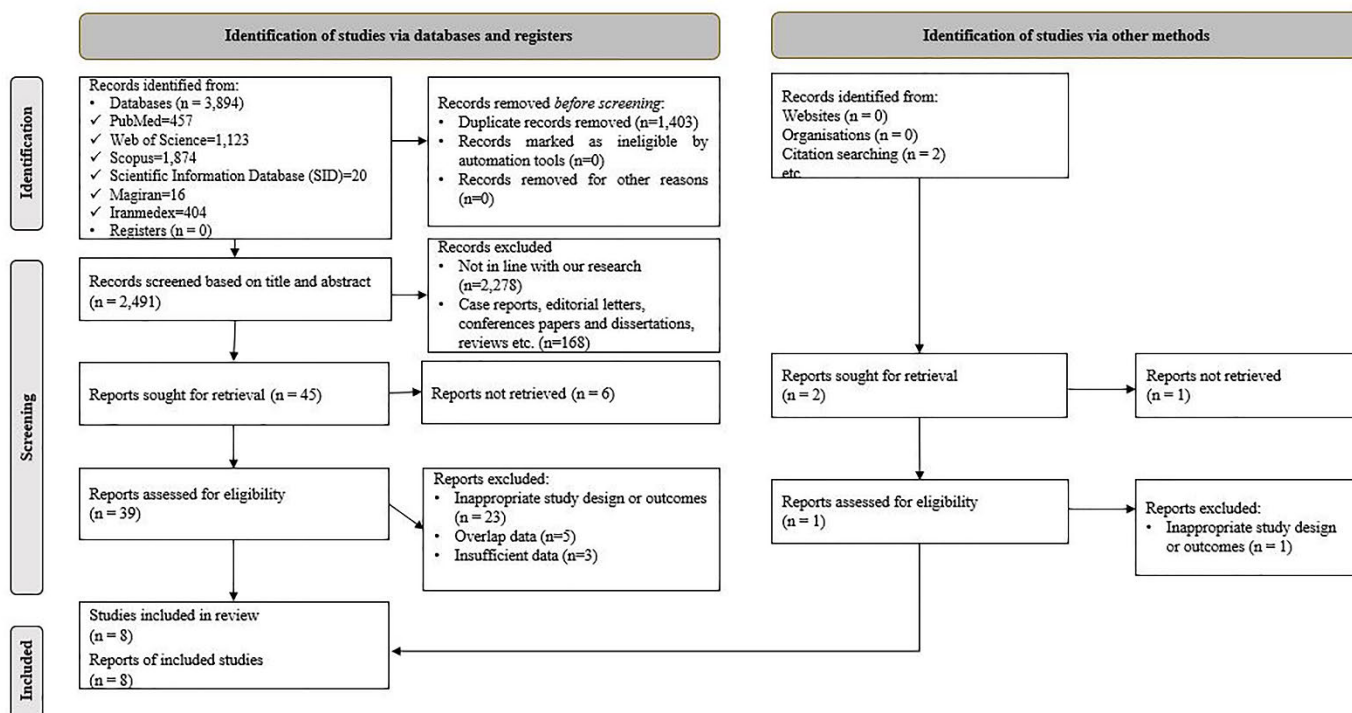 Identification of studies via databases and registers
Identification of studies via other methods
Identification
Records identified from:
• Databases (n = 3,894)
✓ PubMed=457
✓ Web of Science=1,123
✓ Scopus=1,874
✓ Scientific Information Database (SID)=20
✓ Magiran=16
✓ Iranmedex=404
• Registers (n = 0)
Records removed before screening:
• Duplicate records removed (n=1,403)
• Records marked as ineligible by
automation tools (n=0)
• Records removed for other reasons
(n=0)
Records identified from:
Websites (n = 0)
Organisations (n = 0)
Citation searching (n = 2)
etc
Screening
Records screened based on title and abstract
(n = 2,491)
Records excluded
• Not in line with our research
(n=2,278)
• Case reports, editorial letters,
conferences papers and dissertations,
reviews etc. (n=168)
Reports sought for retrieval (n = 45)
Reports not retrieved (n = 6)
Reports sought for retrieval
(n = 2)
Reports not retrieved
(n = 1)
Reports assessed for eligibility
(n = 39)
Reports excluded:
• Inappropriate study design or outcomes
(n = 23)
• Overlap data (n=5)
• Insufficient data (n=3)
Reports assessed for eligibility
(n = 1)
Reports excluded:
• Inappropriate study design
or outcomes (n = 1)
Included
Studies included in review
(n = 8)
Reports of included studies
(n = 8)